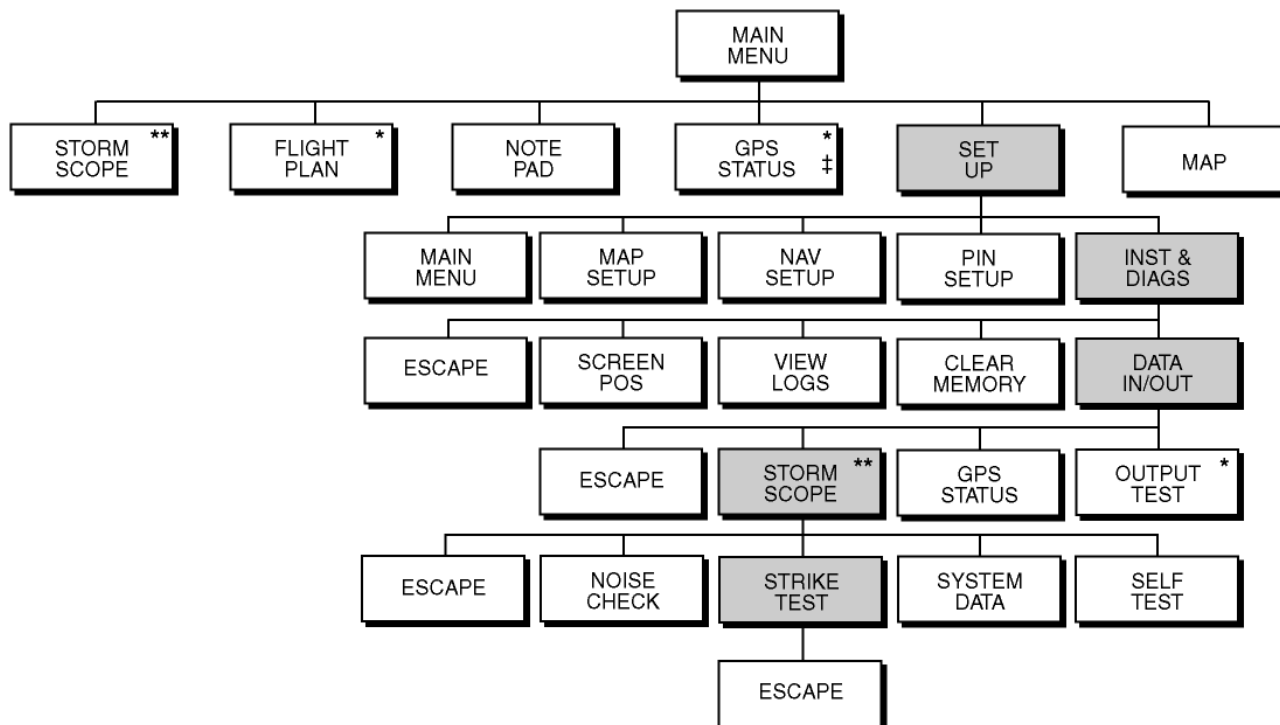 MAIN
MENU
STORM **
SCOPE
FLIGHT *
PLAN
NOTE
PAD
GPS *
STATUS ‡
SET
UP
MAP
MAIN
MENU
MAP
SETUP
NAV
SETUP
PIN
SETUP
INST &
DIAGS
ESCAPE
SCREEN
POS
VIEW
LOGS
CLEAR
MEMORY
DATA
IN/OUT
ESCAPE
STORM **
SCOPE
GPS
STATUS
OUTPUT *
TEST
ESCAPE
NOISE
CHECK
STRIKE
TEST
SYSTEM
DATA
SELF
TEST
ESCAPE